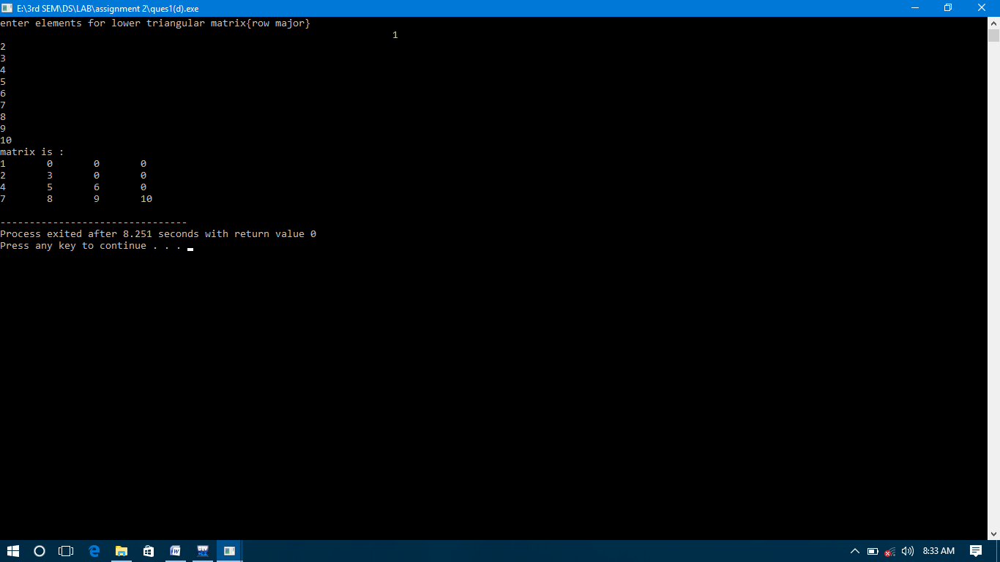 E:\3rd SEM\DS\LAB\assignment 2\ques1(d).exe
enter elements for lower triangular matrix{row major}
1
2
3
4
5
6
7
8
9
10
matrix is :
1 0 0 0
2 3 0 0
4 5 6 0
7 8 9 10
--------------------------------
Process exited after 8.251 seconds with return value 0
Press any key to continue . . .
8:33 AM